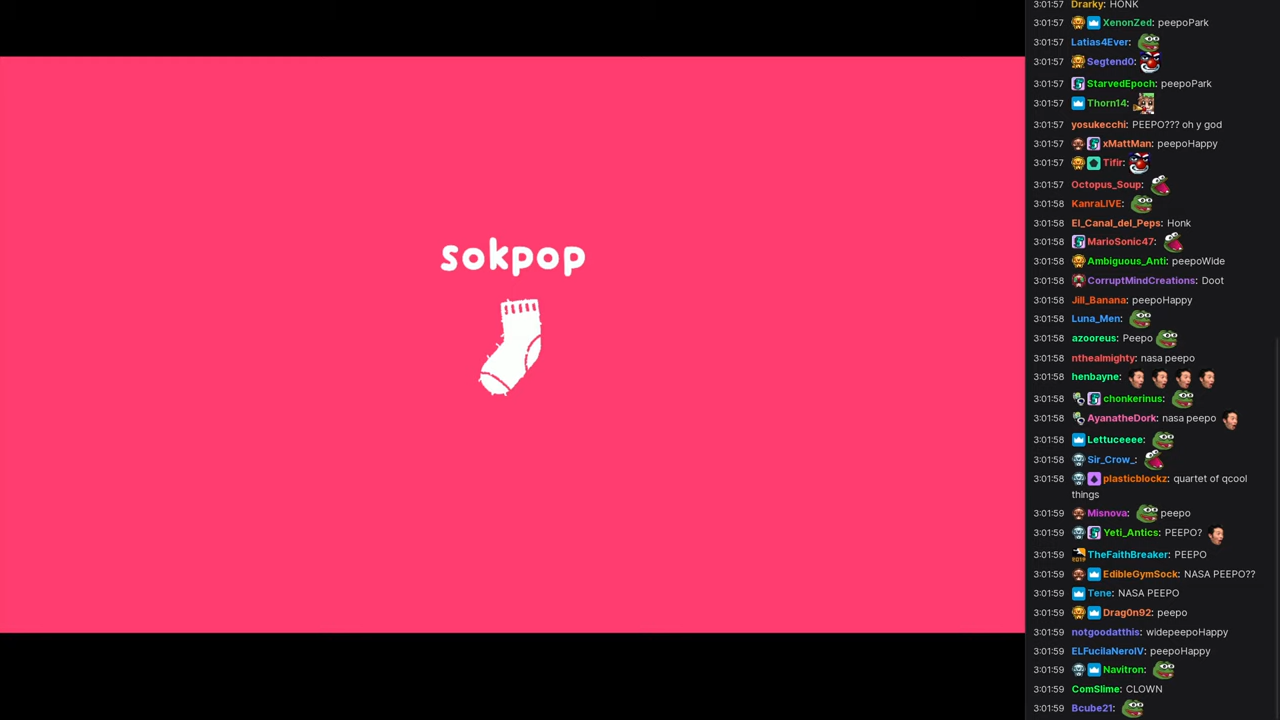 sokpop
3:01:57 Drarky: HONK
3:01:57 XenonZed: peepoPark
3:01:57 Latias4Ever:
3:01:57 Segtend0:
3:01:57 StarvedEpoch: peepoPark
3:01:57 Thorn14:
3:01:57 yosukecchi: PEEPO??? oh y god
3:01:57 xMattMan: peepoHappy
3:01:57 Tifir:
3:01:57 Octopus_Soup:
3:01:58 KanraLIVE:
3:01:58 El_Canal_del_Peps: Honk
3:01:58 MarioSonic47:
3:01:58 Ambiguous_Anti: peepoWide
3:01:58 CorruptMindCreations: Doot
3:01:58 Jill_Banana: peepoHappy
3:01:58 Luna_Men:
3:01:58 azooreus: Peepo
3:01:58 nthealmighty: nasa peepo
3:01:58 henbayne:
3:01:58 chonkerinus:
3:01:58 AyanatheDork: nasa peepo
3:01:58 Lettuceeee:
3:01:58 Sir_Crow_:
3:01:58 plasticblockz: quartet of qcool
things
3:01:59 Misnova: peepo
3:01:59 Yeti_Antics: PEEPO?
3:01:59 TheFaithBreaker: PEEPO
3:01:59 EdibleGymSock: NASA PEEPO??
3:01:59 Tene: NASA PEEPO
3:01:59 Drag0n92: peepo
3:01:59 notgoodatthis: widepeepoHappy
3:01:59 ELFucilaNeroIV: peepoHappy
3:01:59 Navitron:
3:01:59 ComSlime: CLOWN
3:01:59 Bcube21: